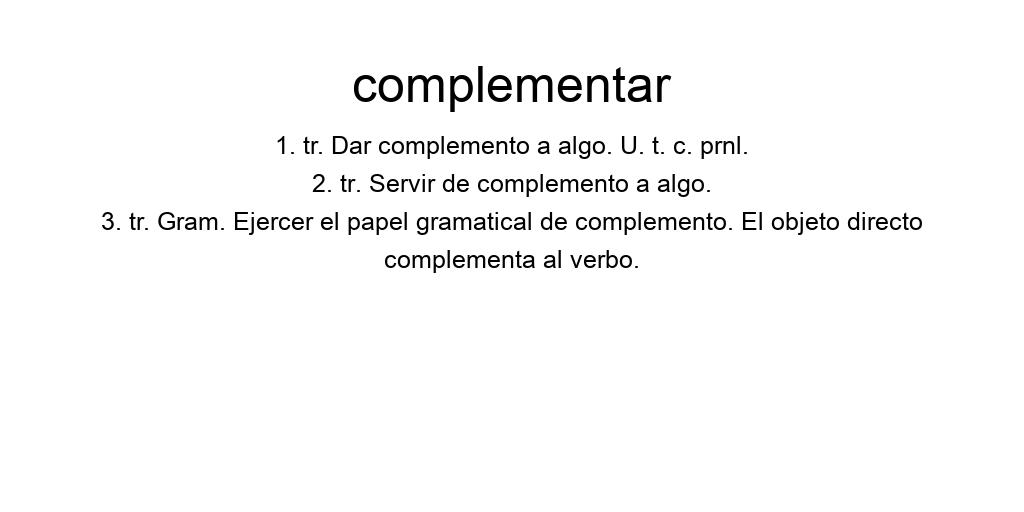 complementar
1. tr. Dar complemento a algo. U. t. c. prnl.
2. tr. Servir de complemento a algo.
3. tr. Gram. Ejercer el papel gramatical de complemento. El objeto directo
complementa al verbo.